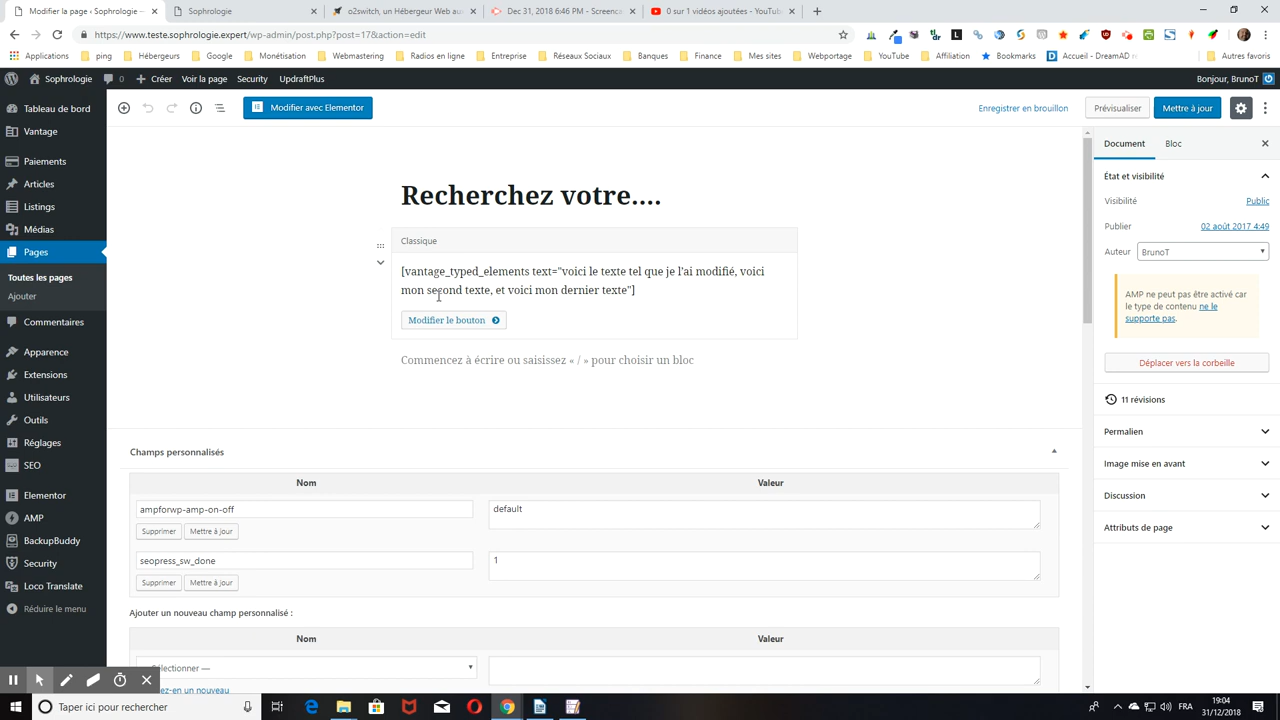 Modifier la page ‹ Sophrologie —
Sophrologie
o2switch, un Hébergeur Web aux
Dec 31, 2018 6:46 PM - Screenca
0 sur 1 vidéos ajoutées - YouTub
https://www.teste.sophrologie.expert/wp-admin/post.php?post=17&action=edit
Applications ping Hébergeurs Monétisation Webmastering Radios en ligne Entreprise Réseaux Sociaux Banques Finance Mes sites Webportage YouTube Affiliation Bookmarks Accueil - DreamAD Autres favoris
Sophrologie 0 Créer Voir la page Security UpdraftPlus Bonjour, BrunoT
Tableau de bord
Vantage
Paiements
Articles
Listings
Médias
Pages
Toutes les pages
Ajouter
Commentaires
Apparence
Extensions
Utilisateurs
Outils
Réglages
SEO
Elementor
AMP
BackupBuddy
Security
Loco Translate
Réduire le menu
Modifier avec Elementor
Enregistrer en brouillon Prévisualiser Mettre à jour
Recherchez votre....
Classique
[vantage_typed_elements text="voici le texte tel que je l'ai modifié, voici
mon second texte, et voici mon dernier texte"]
Modifier le bouton
Commencez à écrire ou saisissez « / » pour choisir un bloc
Champs personnalisés
Nom Valeur
ampforwp-amp-on-off default
Supprimer Mettre à jour
seopress_sw_done 1
Supprimer Mettre à jour
Ajouter un nouveau champ personnalisé :
Nom Valeur
Sélectionner —
ez-en un nouveau
Document Bloc
État et visibilité
Visibilité Public
Publier 02 août 2017 4:49
Auteur BrunoT
AMP ne peut pas être activé car
le type de contenu ne le
supporte pas.
Déplacer vers la corbeille
11 révisions
Permalien
Image mise en avant
Discussion
Attributs de page
Taper ici pour rechercher
FRA
19:04
31/12/2018